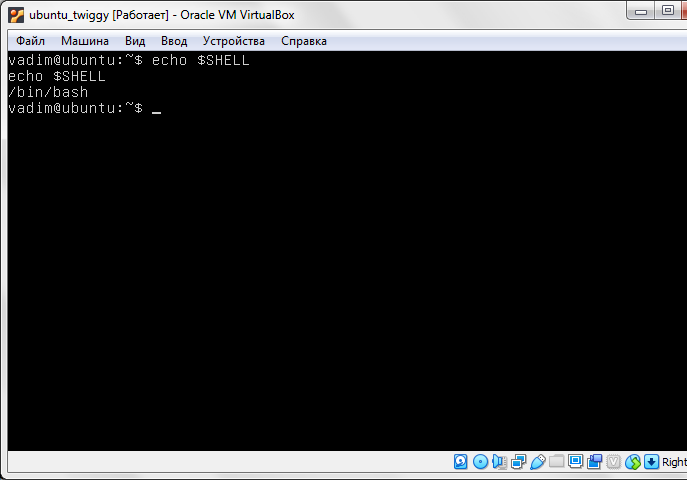 ubuntu_twiggy [Работает] - Oracle VM VirtualBox
Файл Машина Вид Ввод Устройства Справка
vadim@ubuntu:~$ echo $SHELL
echo $SHELL
/bin/bash
vadim@ubuntu:~$ _
Right